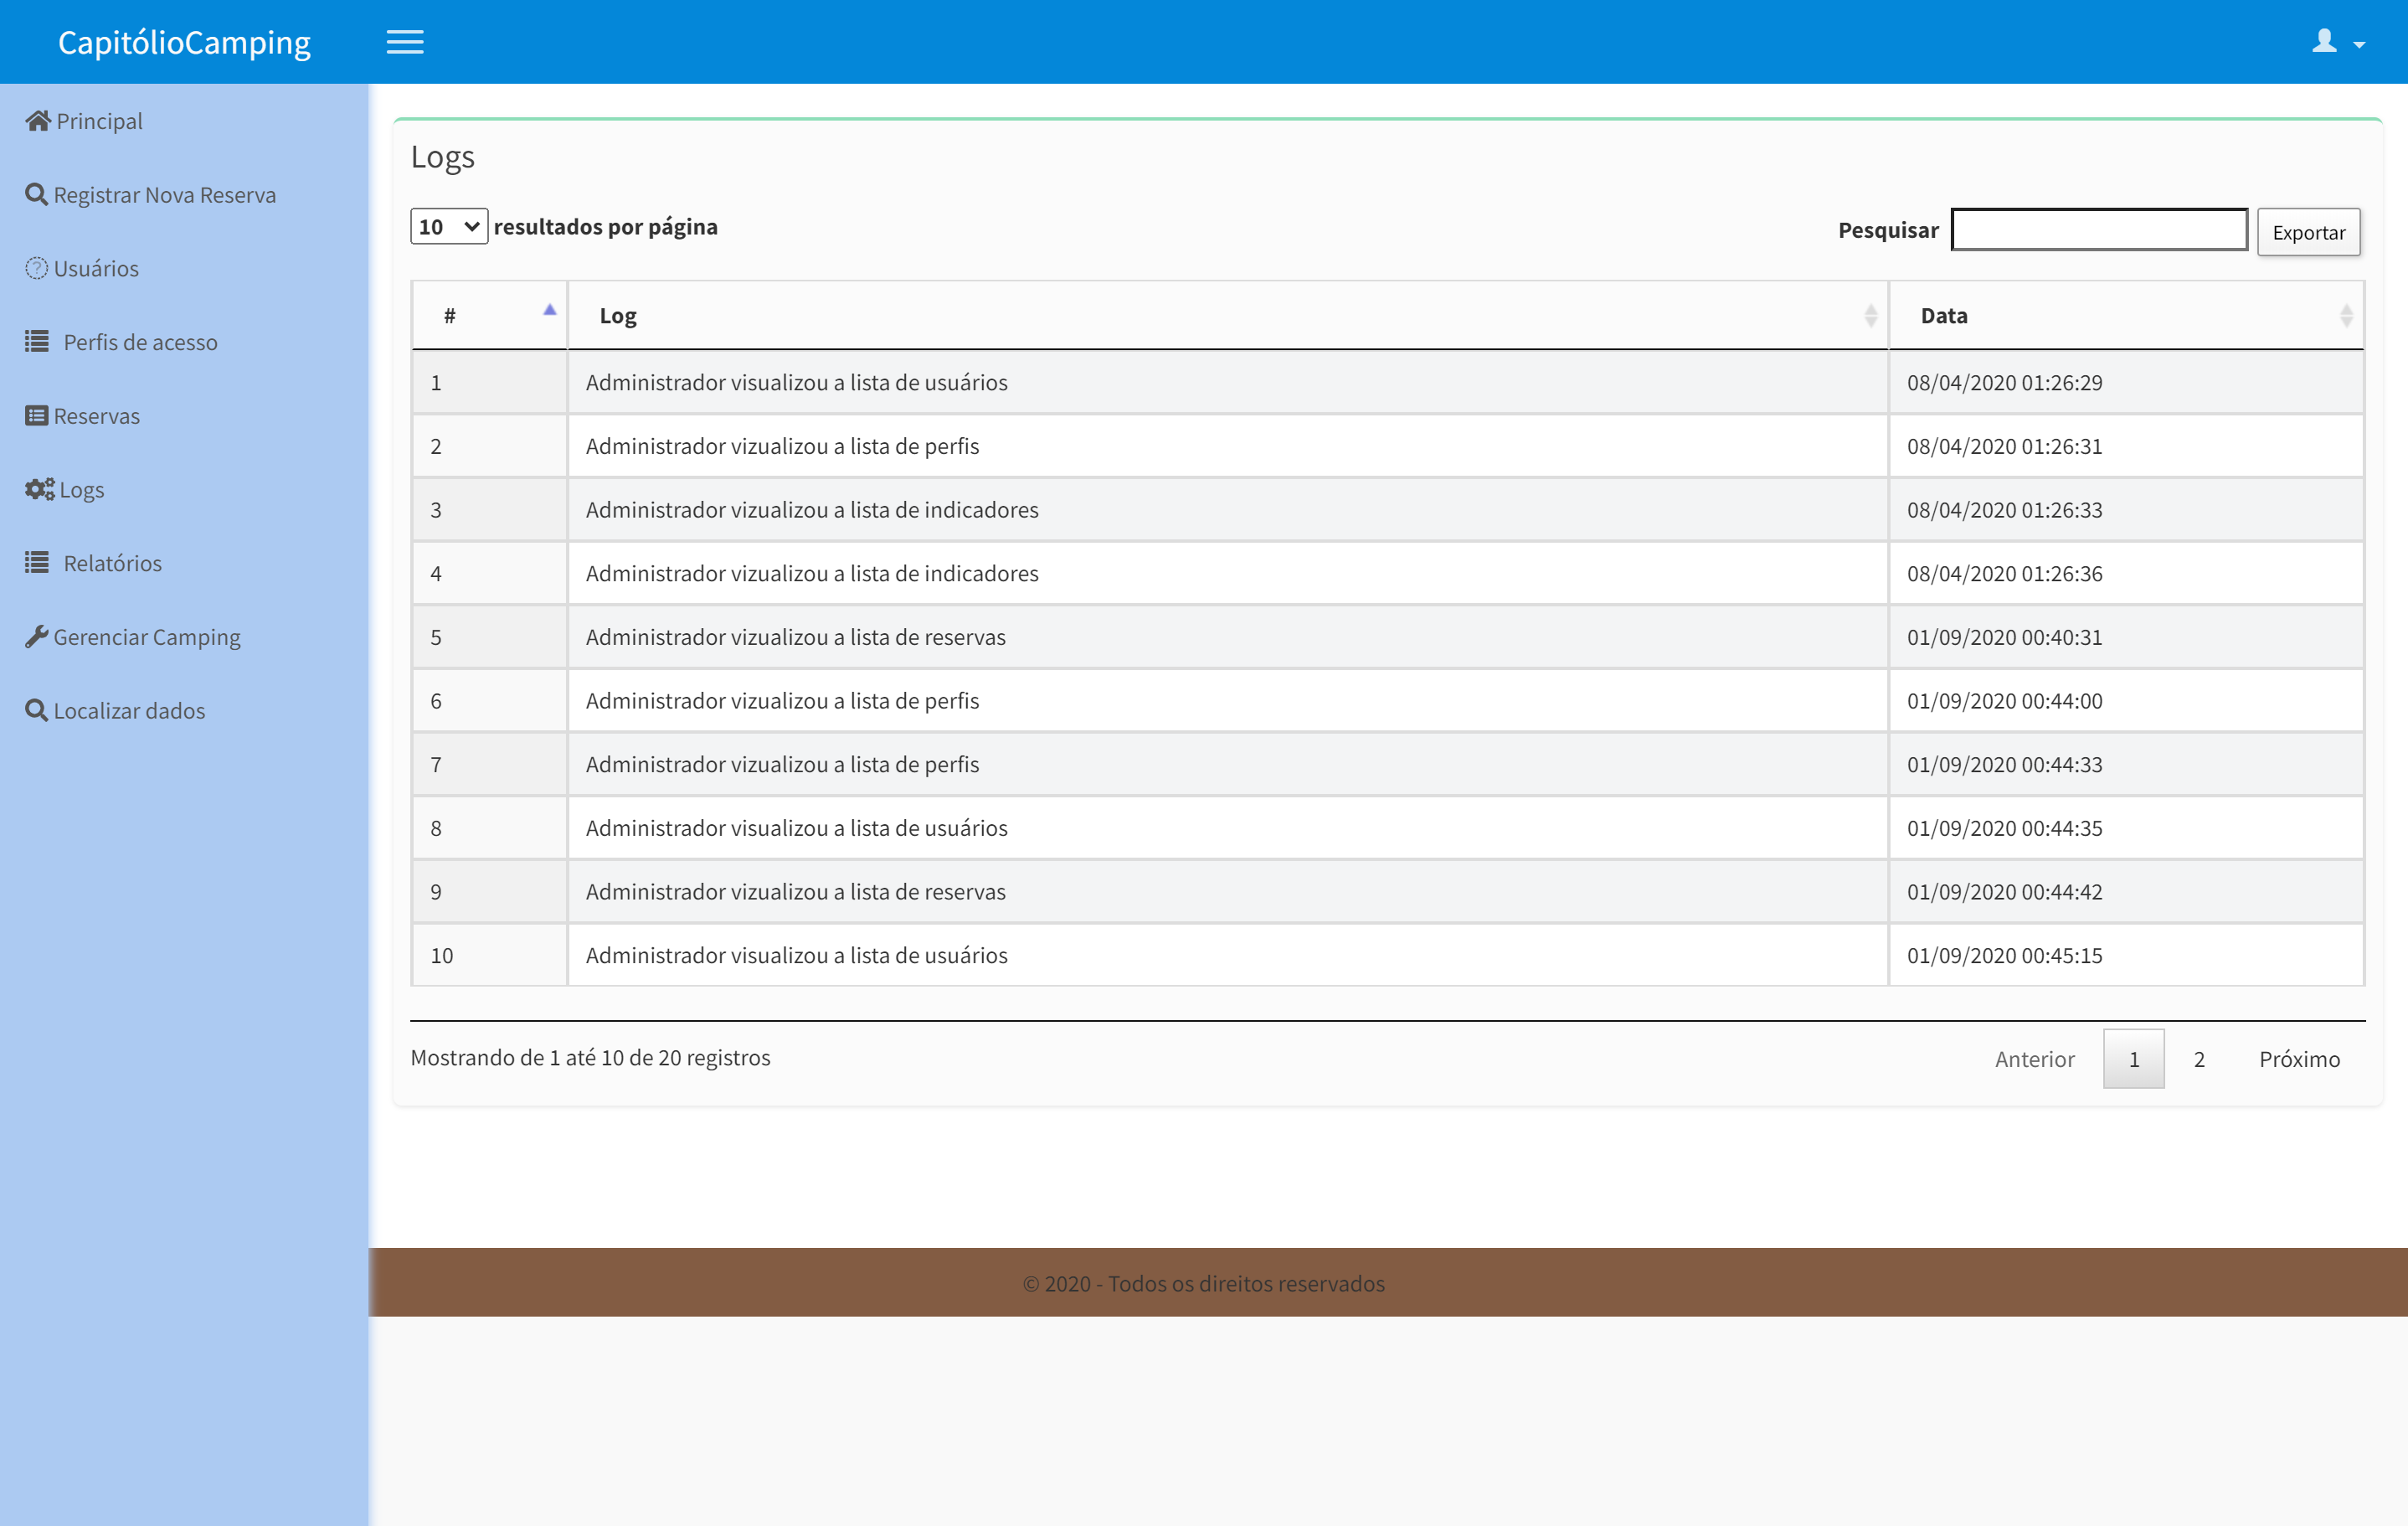 CapitólioCamping
Principal
Registrar Nova Reserva
Usuários
Perfis de acesso
Reservas
Logs
Relatórios
Gerenciar Camping
Localizar dados
Logs
10 resultados por página
Pesquisar Exportar
# Log Data
1 Administrador visualizou a lista de usuários 08/04/2020 01:26:29
2 Administrador vizualizou a lista de perfis 08/04/2020 01:26:31
3 Administrador vizualizou a lista de indicadores 08/04/2020 01:26:33
4 Administrador vizualizou a lista de indicadores 08/04/2020 01:26:36
5 Administrador vizualizou a lista de reservas 01/09/2020 00:40:31
6 Administrador vizualizou a lista de perfis 01/09/2020 00:44:00
7 Administrador vizualizou a lista de perfis 01/09/2020 00:44:33
8 Administrador visualizou a lista de usuários 01/09/2020 00:44:35
9 Administrador vizualizou a lista de reservas 01/09/2020 00:44:42
10 Administrador visualizou a lista de usuários 01/09/2020 00:45:15
Mostrando de 1 até 10 de 20 registros
Anterior 1 2 Próximo
© 2020 - Todos os direitos reservados